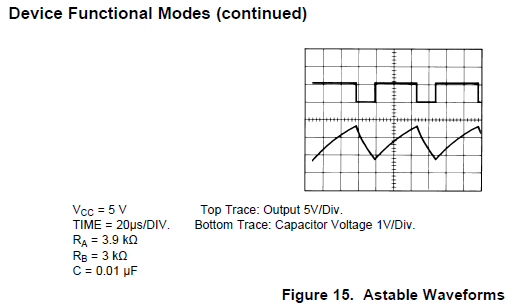 Device Functional Modes (continued)
VCC = 5 V
TIME = 20μs/DIV.
RA = 3.9 kΩ
RB = 3 kΩ
C = 0.01 μF
Top Trace: Output 5V/Div.
Bottom Trace: Capacitor Voltage 1V/Div.
Figure 15. Astable Waveforms